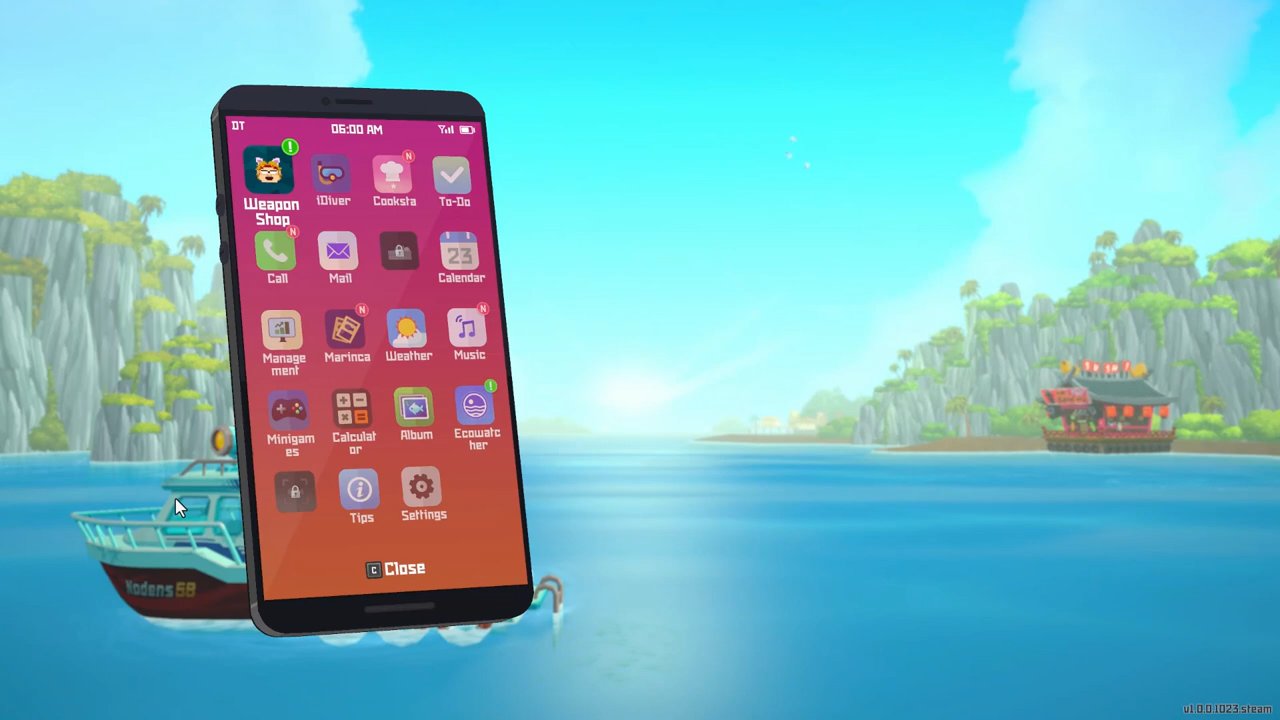 DT
06:00 AM
Weapon
Shop
iDiver
N
Cooksta
To-Do
N
Call
Mail
23
Calendar
Manage
ment
N
Marinca
Weather
N
Music
Minigam
es
Calculat
or
Album
Ecowatc
her
Tips
Settings
C Close
Nodens 68
v1.0.0.1023.steam